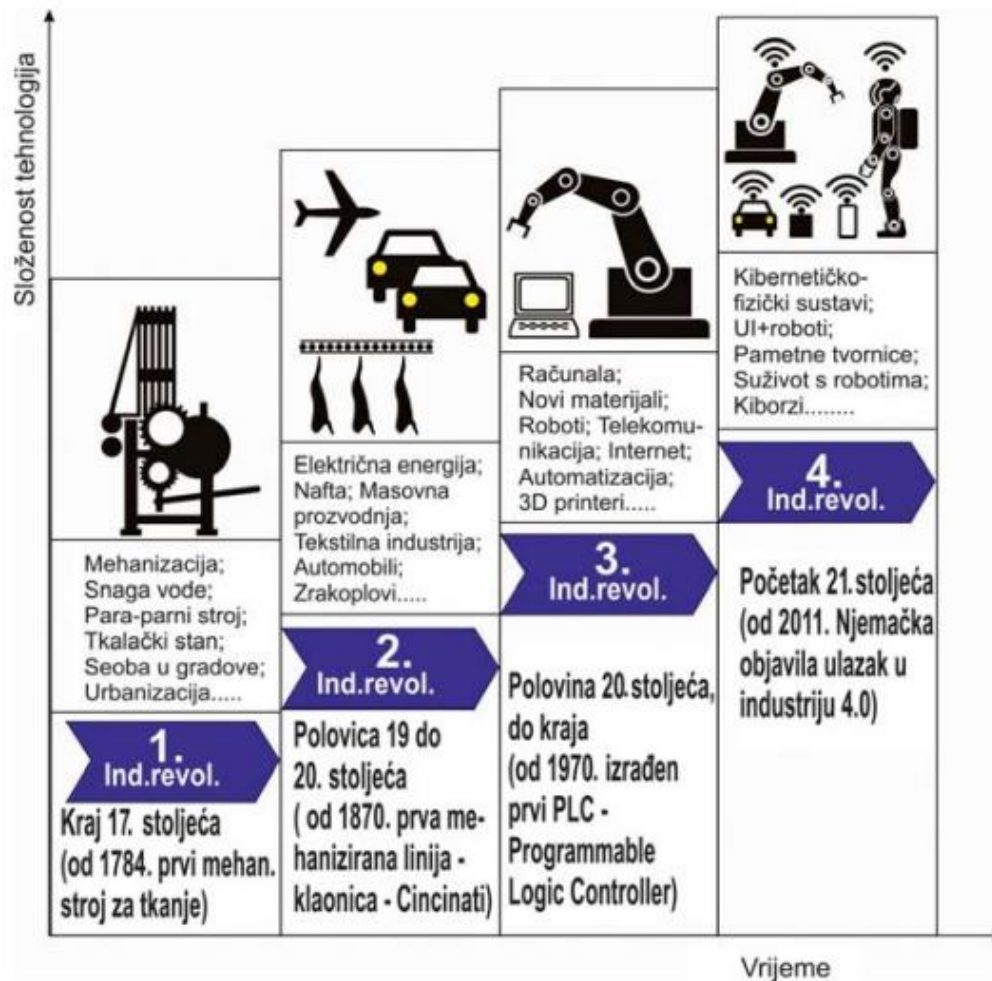 Složenost tehnologija
Mehanizacija;
Snaga vode;
Para-parni stroj;
Tkalački stan;
Seoba u gradove;
Urbanizacija.....
1.
Ind.revol.
Kraj 17. stoljeća
(od 1784. prvi mehan.
stroj za tkanje)
Električna energija;
Nafta; Masovna
prozvodnja;
Tekstilna industrija;
Automobili;
Zrakoplovi.....
2.
Ind.revol.
Polovica 19 do
20. stoljeća
( od 1870. prva me-
hanizirana linija -
klaonica - Cincinati)
Računala;
Novi materijali;
Roboti; Telekomu-
nikacija; Internet;
Automatizacija;
3D printeri.....
3.
Ind.revol.
Polovina 20.stoljeća,
do kraja
(od 1970. izrađen
prvi PLC -
Programmable
Logic Controller)
Kibernetičko-
fizički sustavi;
UI+roboti;
Pametne tvornice;
Suživot s robotima;
Kiborzi........
4.
Ind.revol.
Početak 21.stoljeća
(od 2011. Njemačka
objavila ulazak u
industriju 4.0)
Vrijeme